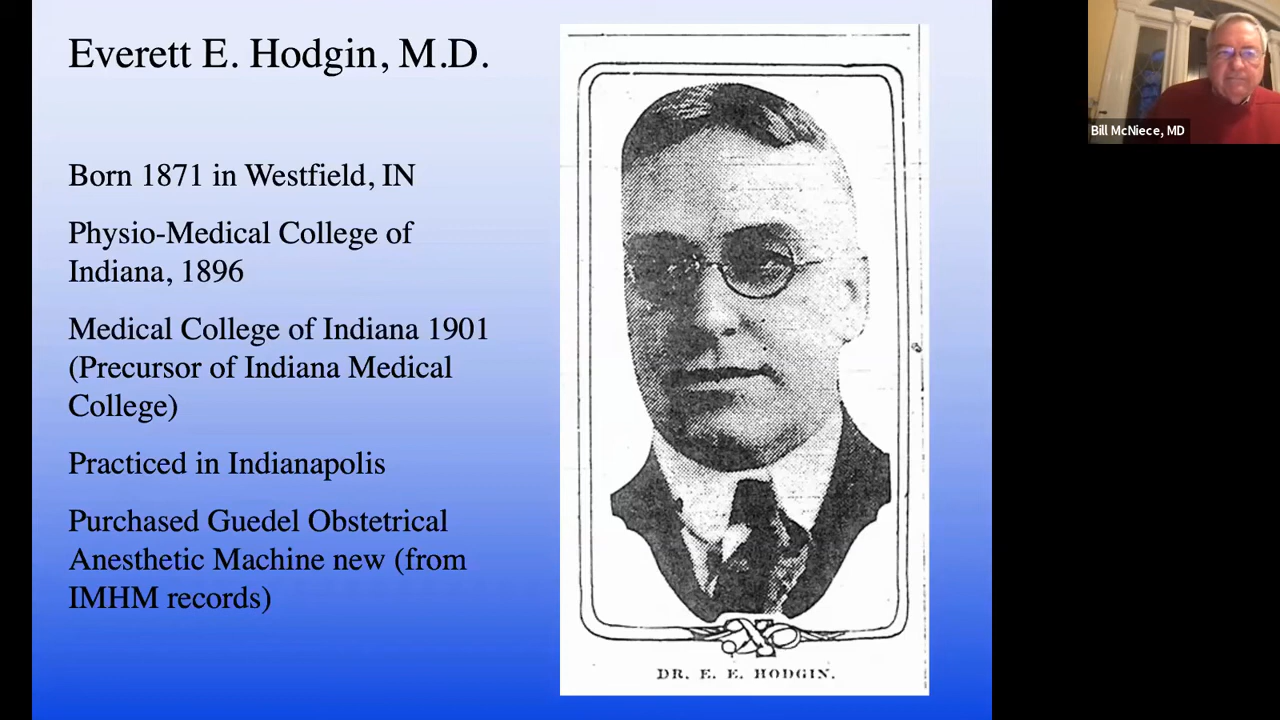 Everett E. Hodgin, M.D.
Born 1871 in Westfield, IN
Physio-Medical College of
Indiana, 1896
Medical College of Indiana 1901
(Precursor of Indiana Medical
College)
Practiced in Indianapolis
Purchased Guedel Obstetrical
Anesthetic Machine new (from
IMHM records)
DR. E. E. HODGIN.
Bill McNiece, MD